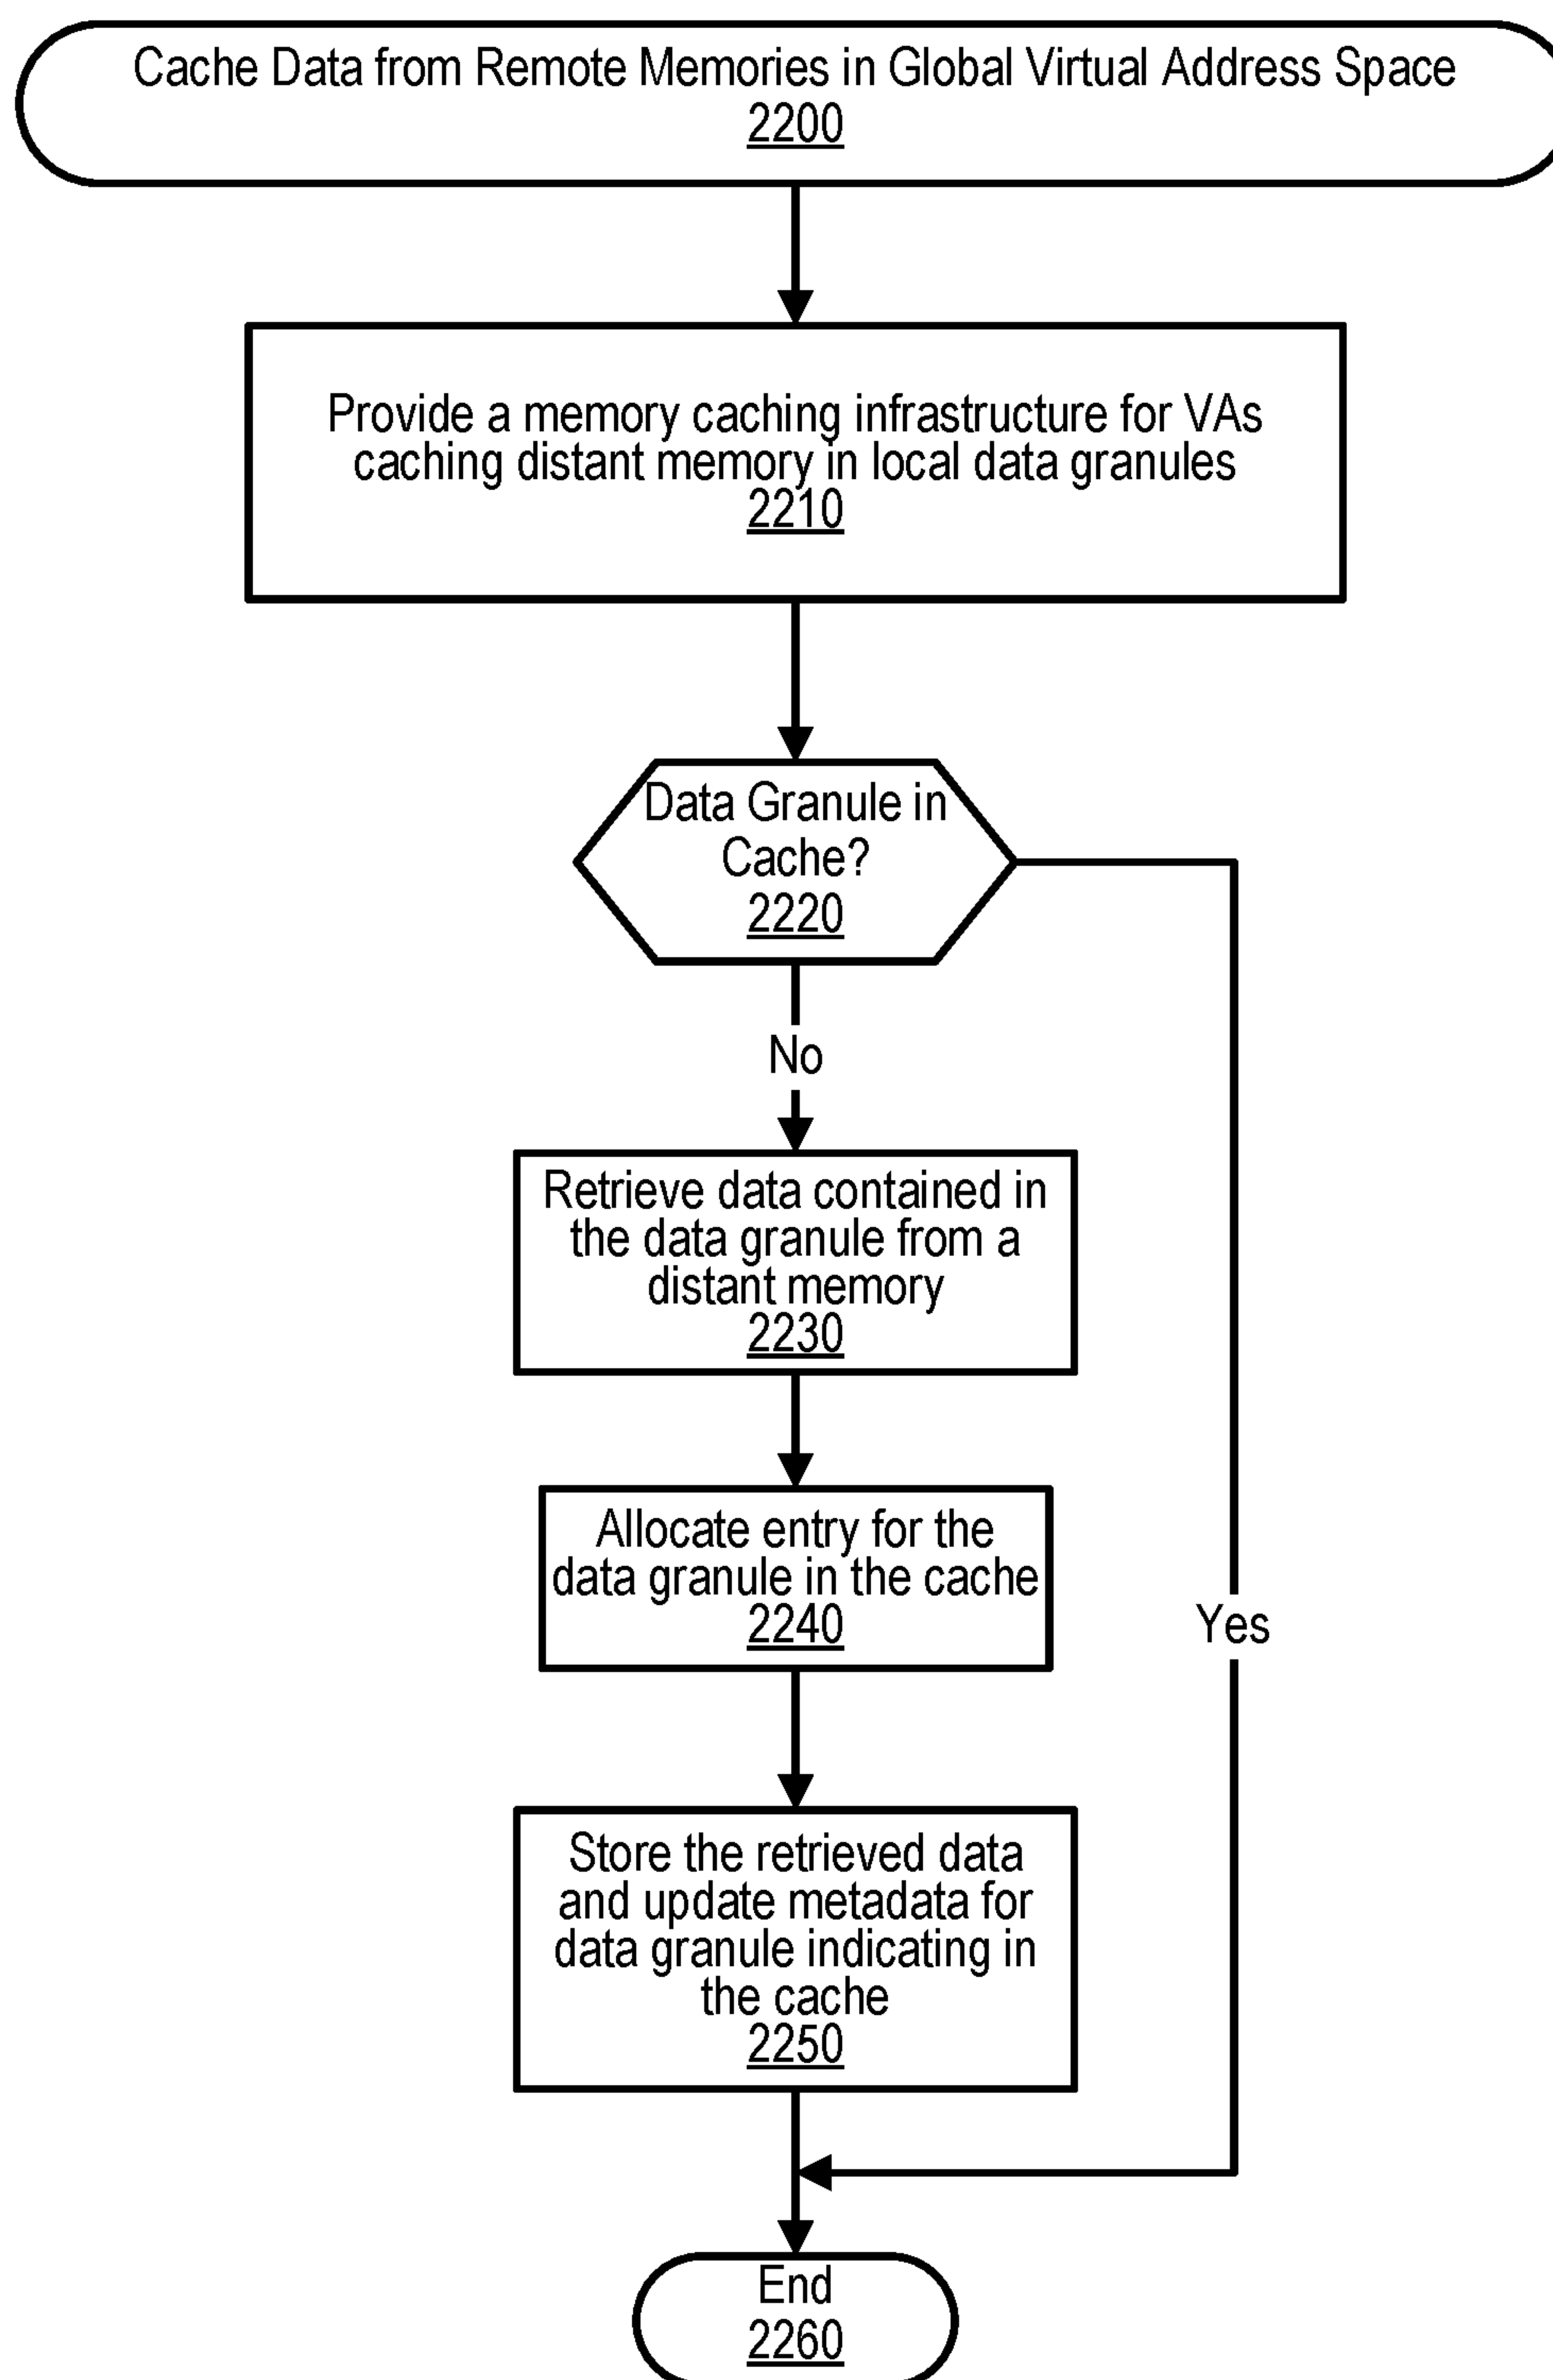 Cache Data from Remote Memories in Global Virtual Address Space
2200
Provide a memory caching infrastructure for VAs
caching distant memory in local data granules
2210
Data Granule in
Cache?
2220
No
Retrieve data contained in
the data granule from a
distant memory
2230
Allocate entry for the
data granule in the cache
2240
Yes
Store the retrieved data
and update metadata for
data granule indicating in
the cache
2250
End
2260